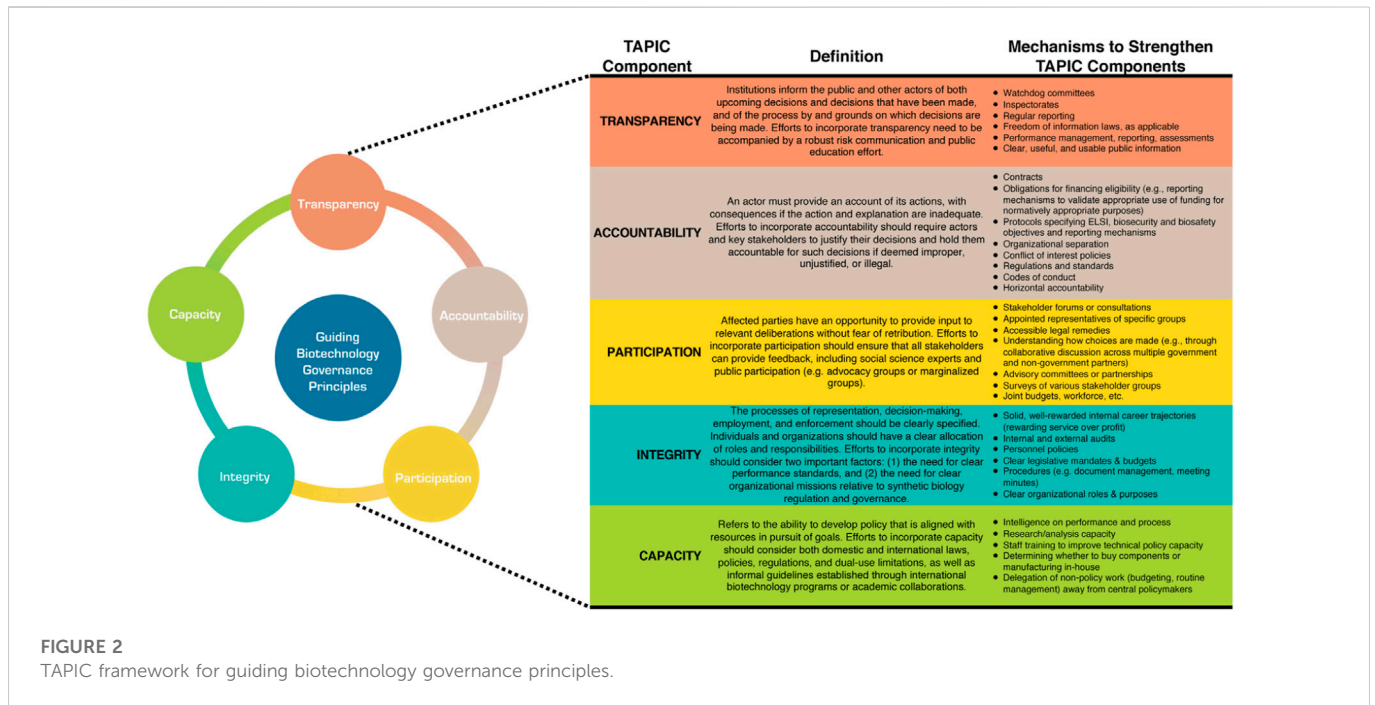 Transparency
Accountability
Participation
Integrity
Capacity
Guiding
Biotechnology
Governance
Principles
TAPIC
Component
Definition
Mechanisms to Strengthen
TAPIC Components
TRANSPARENCY
Institutions inform the public and other actors of both
upcoming decisions and decisions that have been made,
and of the process by and grounds on which decisions are
being made. Efforts to incorporate transparency need to be
accompanied by a robust risk communication and public
education effort.
• Watchdog committees
• Inspectorates
• Regular reporting
• Freedom of information laws, as applicable
• Performance management, reporting, assessments
• Clear, useful, and usable public information
ACCOUNTABILITY
An actor must provide an account of its actions, with
consequences if the action and explanation are inadequate.
Efforts to incorporate accountability should require actors
and key stakeholders to justify their decisions and hold them
accountable for such decisions if deemed improper,
unjustified, or illegal.
• Contracts
• Obligations for financing eligibility (e.g., reporting
mechanisms to validate appropriate use of funding for
normatively appropriate purposes)
• Protocols specifying ELSI, biosecurity and biosafety
objectives and reporting mechanisms
• Organizational separation
• Conflict of interest policies
• Regulations and standards
• Codes of conduct
• Horizontal accountability
PARTICIPATION
Affected parties have an opportunity to provide input to
relevant deliberations without fear of retribution. Efforts to
incorporate participation should ensure that all stakeholders
can provide feedback, including social science experts and
public participation (e.g. advocacy groups or marginalized
groups).
• Stakeholder forums or consultations
• Appointed representatives of specific groups
• Accessible legal remedies
• Understanding how choices are made (e.g., through
collaborative discussion across multiple government
and non-government partners)
• Advisory committees or partnerships
• Surveys of various stakeholder groups
• Joint budgets, workforce, etc.
INTEGRITY
The processes of representation, decision-making,
employment, and enforcement should be clearly specified.
Individuals and organizations should have a clear allocation
of roles and responsibilities. Efforts to incorporate integrity
should consider two important factors: (1) the need for clear
performance standards, and (2) the need for clear
organizational missions relative to synthetic biology
regulation and governance.
• Solid, well-rewarded internal career trajectories
(rewarding service over profit)
• Internal and external audits
• Personnel policies
• Clear legislative mandates & budgets
• Procedures (e.g. document management, meeting
minutes)
• Clear organizational roles & purposes
CAPACITY
Refers to the ability to develop policy that is aligned with
resources in pursuit of goals. Efforts to incorporate capacity
should consider both domestic and international laws,
policies, regulations, and dual-use limitations, as well as
informal guidelines established through international
biotechnology programs or academic collaborations.
• Intelligence on performance and process
• Research/analysis capacity
• Staff training to improve technical policy capacity
• Determining whether to buy components or
manufacturing in-house
• Delegation of non-policy work (budgeting, routine
management) away from central policymakers
FIGURE 2
TAPIC framework for guiding biotechnology governance principles.